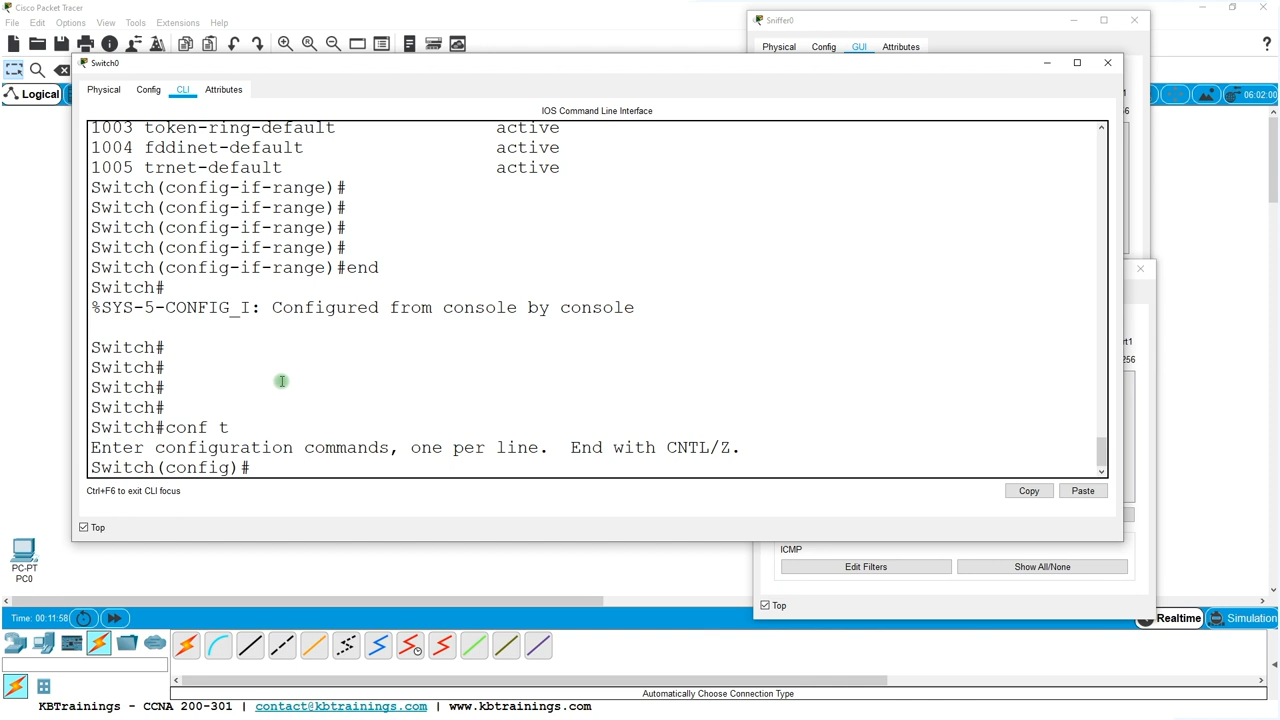 Cisco Packet Tracer
File Edit Options View Tools Extensions Help
Sniffer0
Physical Config GUI Attributes
Switch0
Physical Config CLI Attributes
Logical
06:02:00
IOS Command Line Interface
1003 token-ring-default active
1004 fddinet-default active
1005 trnet-default active
Switch(config-if-range)#
Switch(config-if-range)#
Switch(config-if-range)#
Switch(config-if-range)#
Switch(config-if-range)#end
Switch#
%SYS-5-CONFIG_I: Configured from console by console
Switch#
Switch#
Switch#
Switch#
Switch#conf t
Enter configuration commands, one per line. End with CNTL/Z.
Switch(config)#
Ctrl+F6 to exit CLI focus
Copy Paste
Top
PC-PT
PC0
ICMP
Edit Filters Show All/None
Top
Time: 00:11:58
Realtime Simulation
Automatically Choose Connection Type
KBTrainings - CCNA 200-301 | contact@kbtrainings.com | www.kbtrainings.com